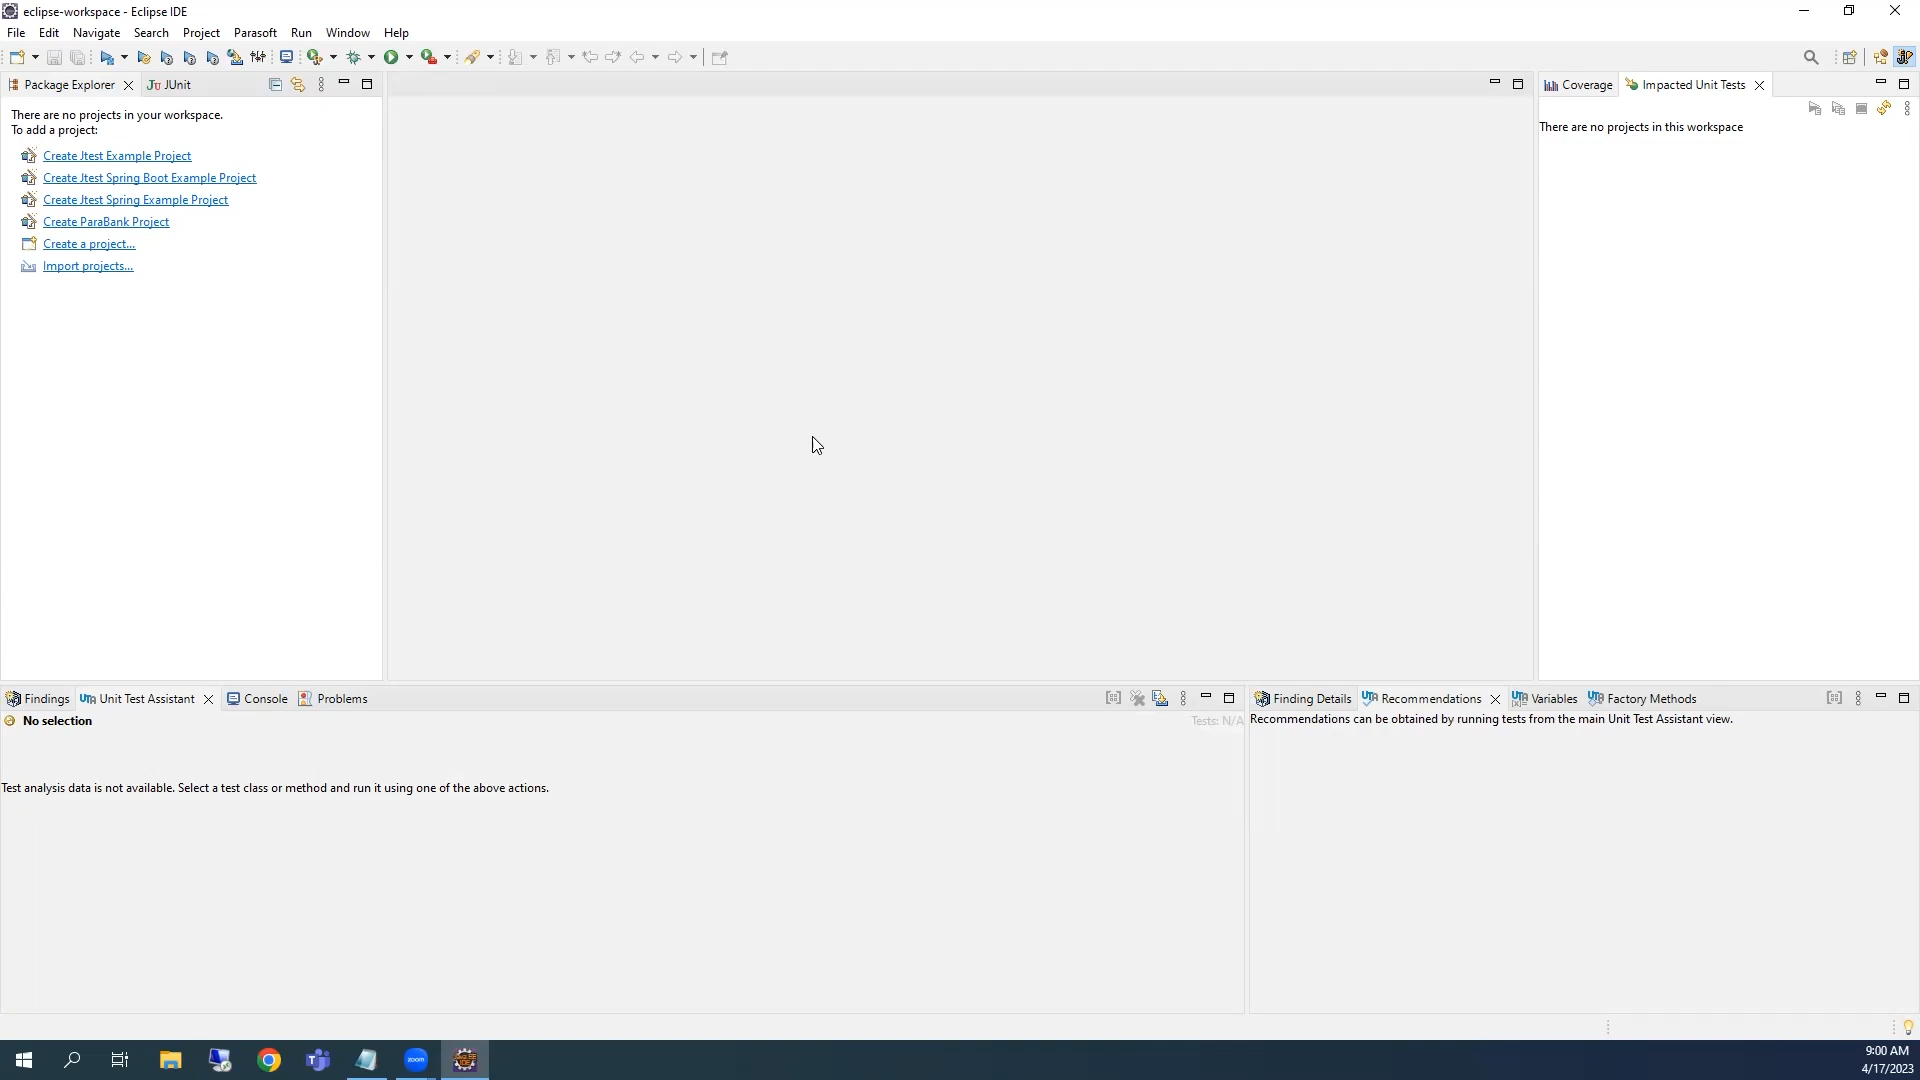 eclipse-workspace - Eclipse IDE
File Edit Navigate Search Project Parasoft Run Window Help
Package Explorer JUnit
There are no projects in your workspace.
To add a project:
Create Jtest Example Project
Create Jtest Spring Boot Example Project
Create Jtest Spring Example Project
Create ParaBank Project
Create a project...
Import projects...
Coverage Impacted Unit Tests
There are no projects in this workspace
Findings Unit Test Assistant Console Problems
No selection
Tests: N/A
Test analysis data is not available. Select a test class or method and run it using one of the above actions.
Finding Details Recommendations Variables Factory Methods
Recommendations can be obtained by running tests from the main Unit Test Assistant view.
zoom
9:00 AM
4/17/2023